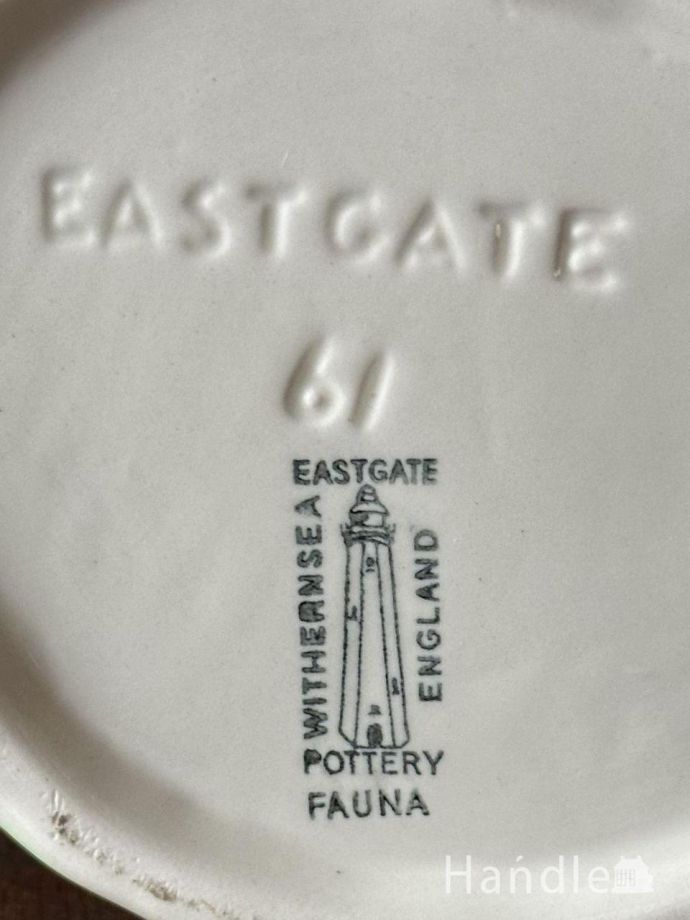 EASTGATE
61
EASTGATE
WITHERNSEA
ENGLAND
POTTERY
FAUNA
Handle